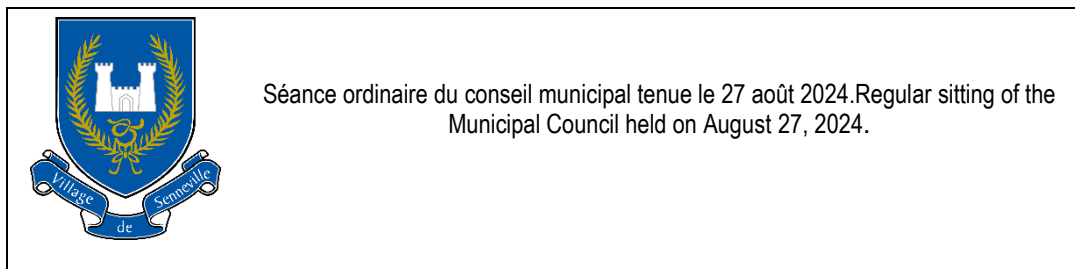 Séance ordinaire du conseil municipal tenue le 27 août 2024.Regular sitting of the
Municipal Council held on August 27, 2024.
Village
de
Senneville